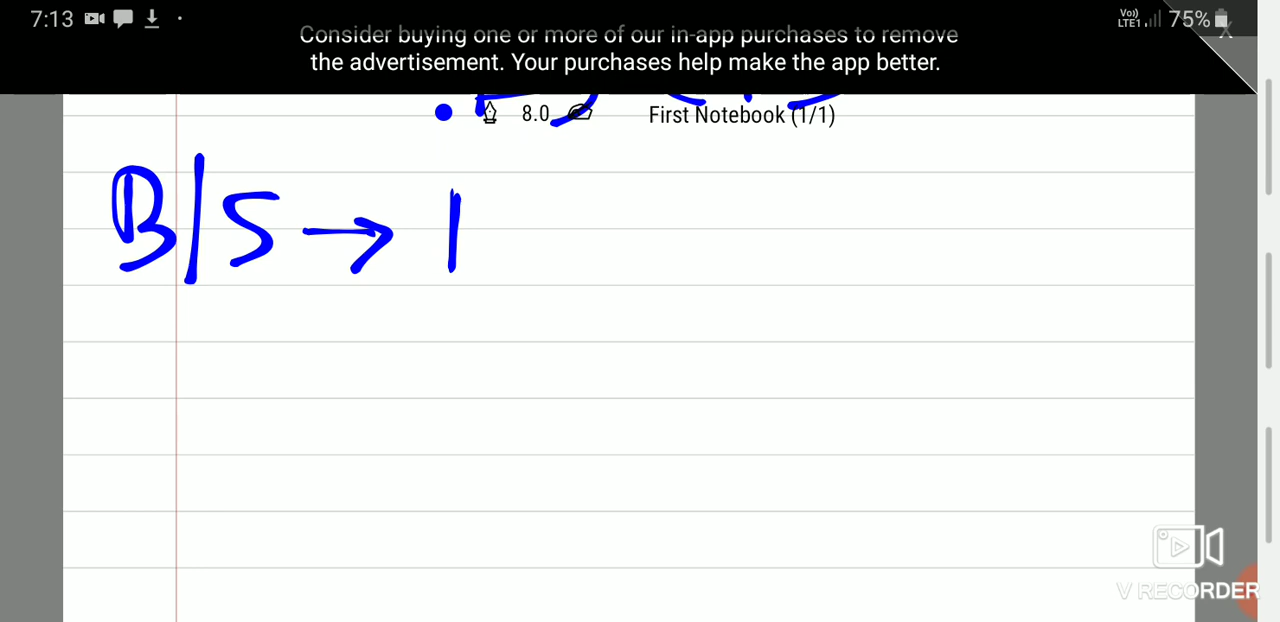 7:13 Vo) LTE1 75%
Consider buying one or more of our in-app purchases to remove
the advertisement. Your purchases help make the app better.
X
8.0 First Notebook (1/1)
B/S → 1
V RECORDER